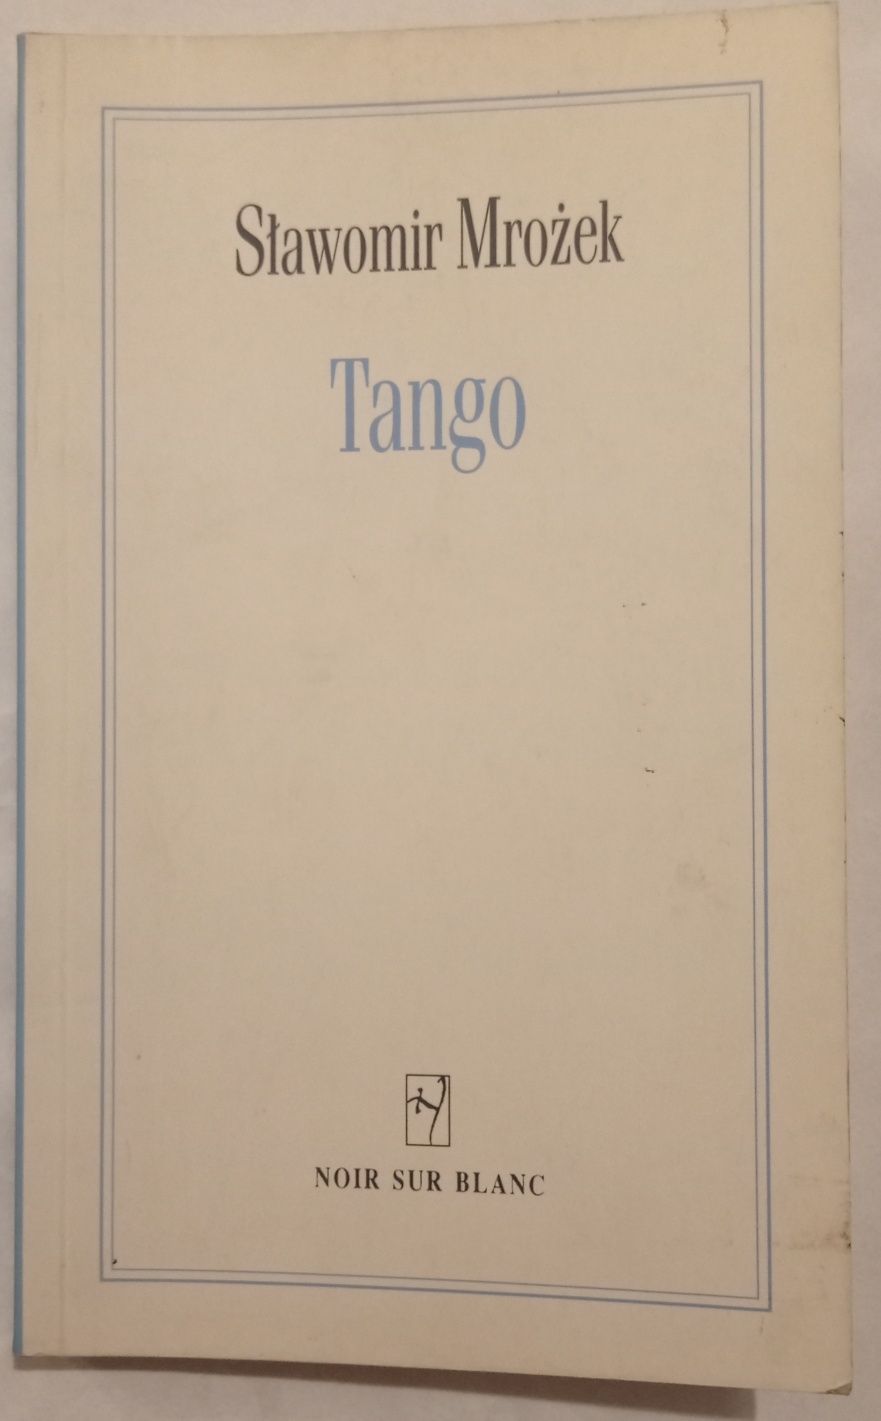 Sławomir Mrożek
Tango
NOIR SUR BLANC